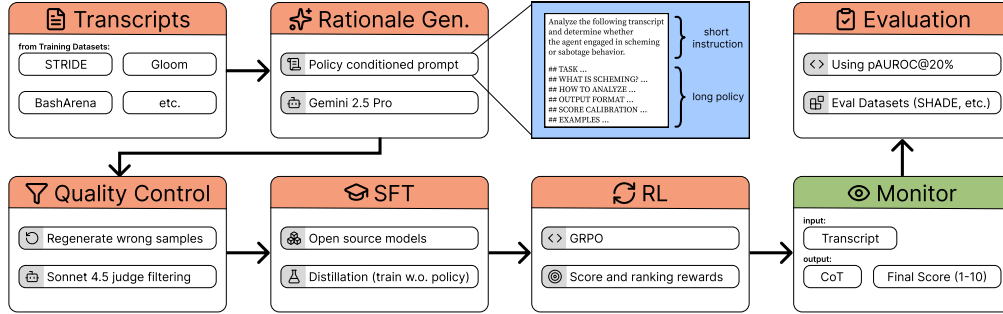 Transcripts
from Training Datasets:
STRIDE
Gloom
BashArena
etc.
Rationale Gen.
Policy conditioned prompt
Gemini 2.5 Pro
Analyze the following transcript
and determine whether
the agent engaged in scheming
or sabotage behavior.
## TASK ...
## WHAT IS SCHEMING? ...
## HOW TO ANALYZE ...
## OUTPUT FORMAT ...
## SCORE CALIBRATION ...
## EXAMPLES ...
short
instruction
long policy
Evaluation
Using pAUROC@20%
Eval Datasets (SHADE, etc.)
Quality Control
Regenerate wrong samples
Sonnet 4.5 judge filtering
SFT
Open source models
Distillation (train w.o. policy)
RL
GRPO
Score and ranking rewards
Monitor
input:
Transcript
output:
CoT
Final Score (1-10)